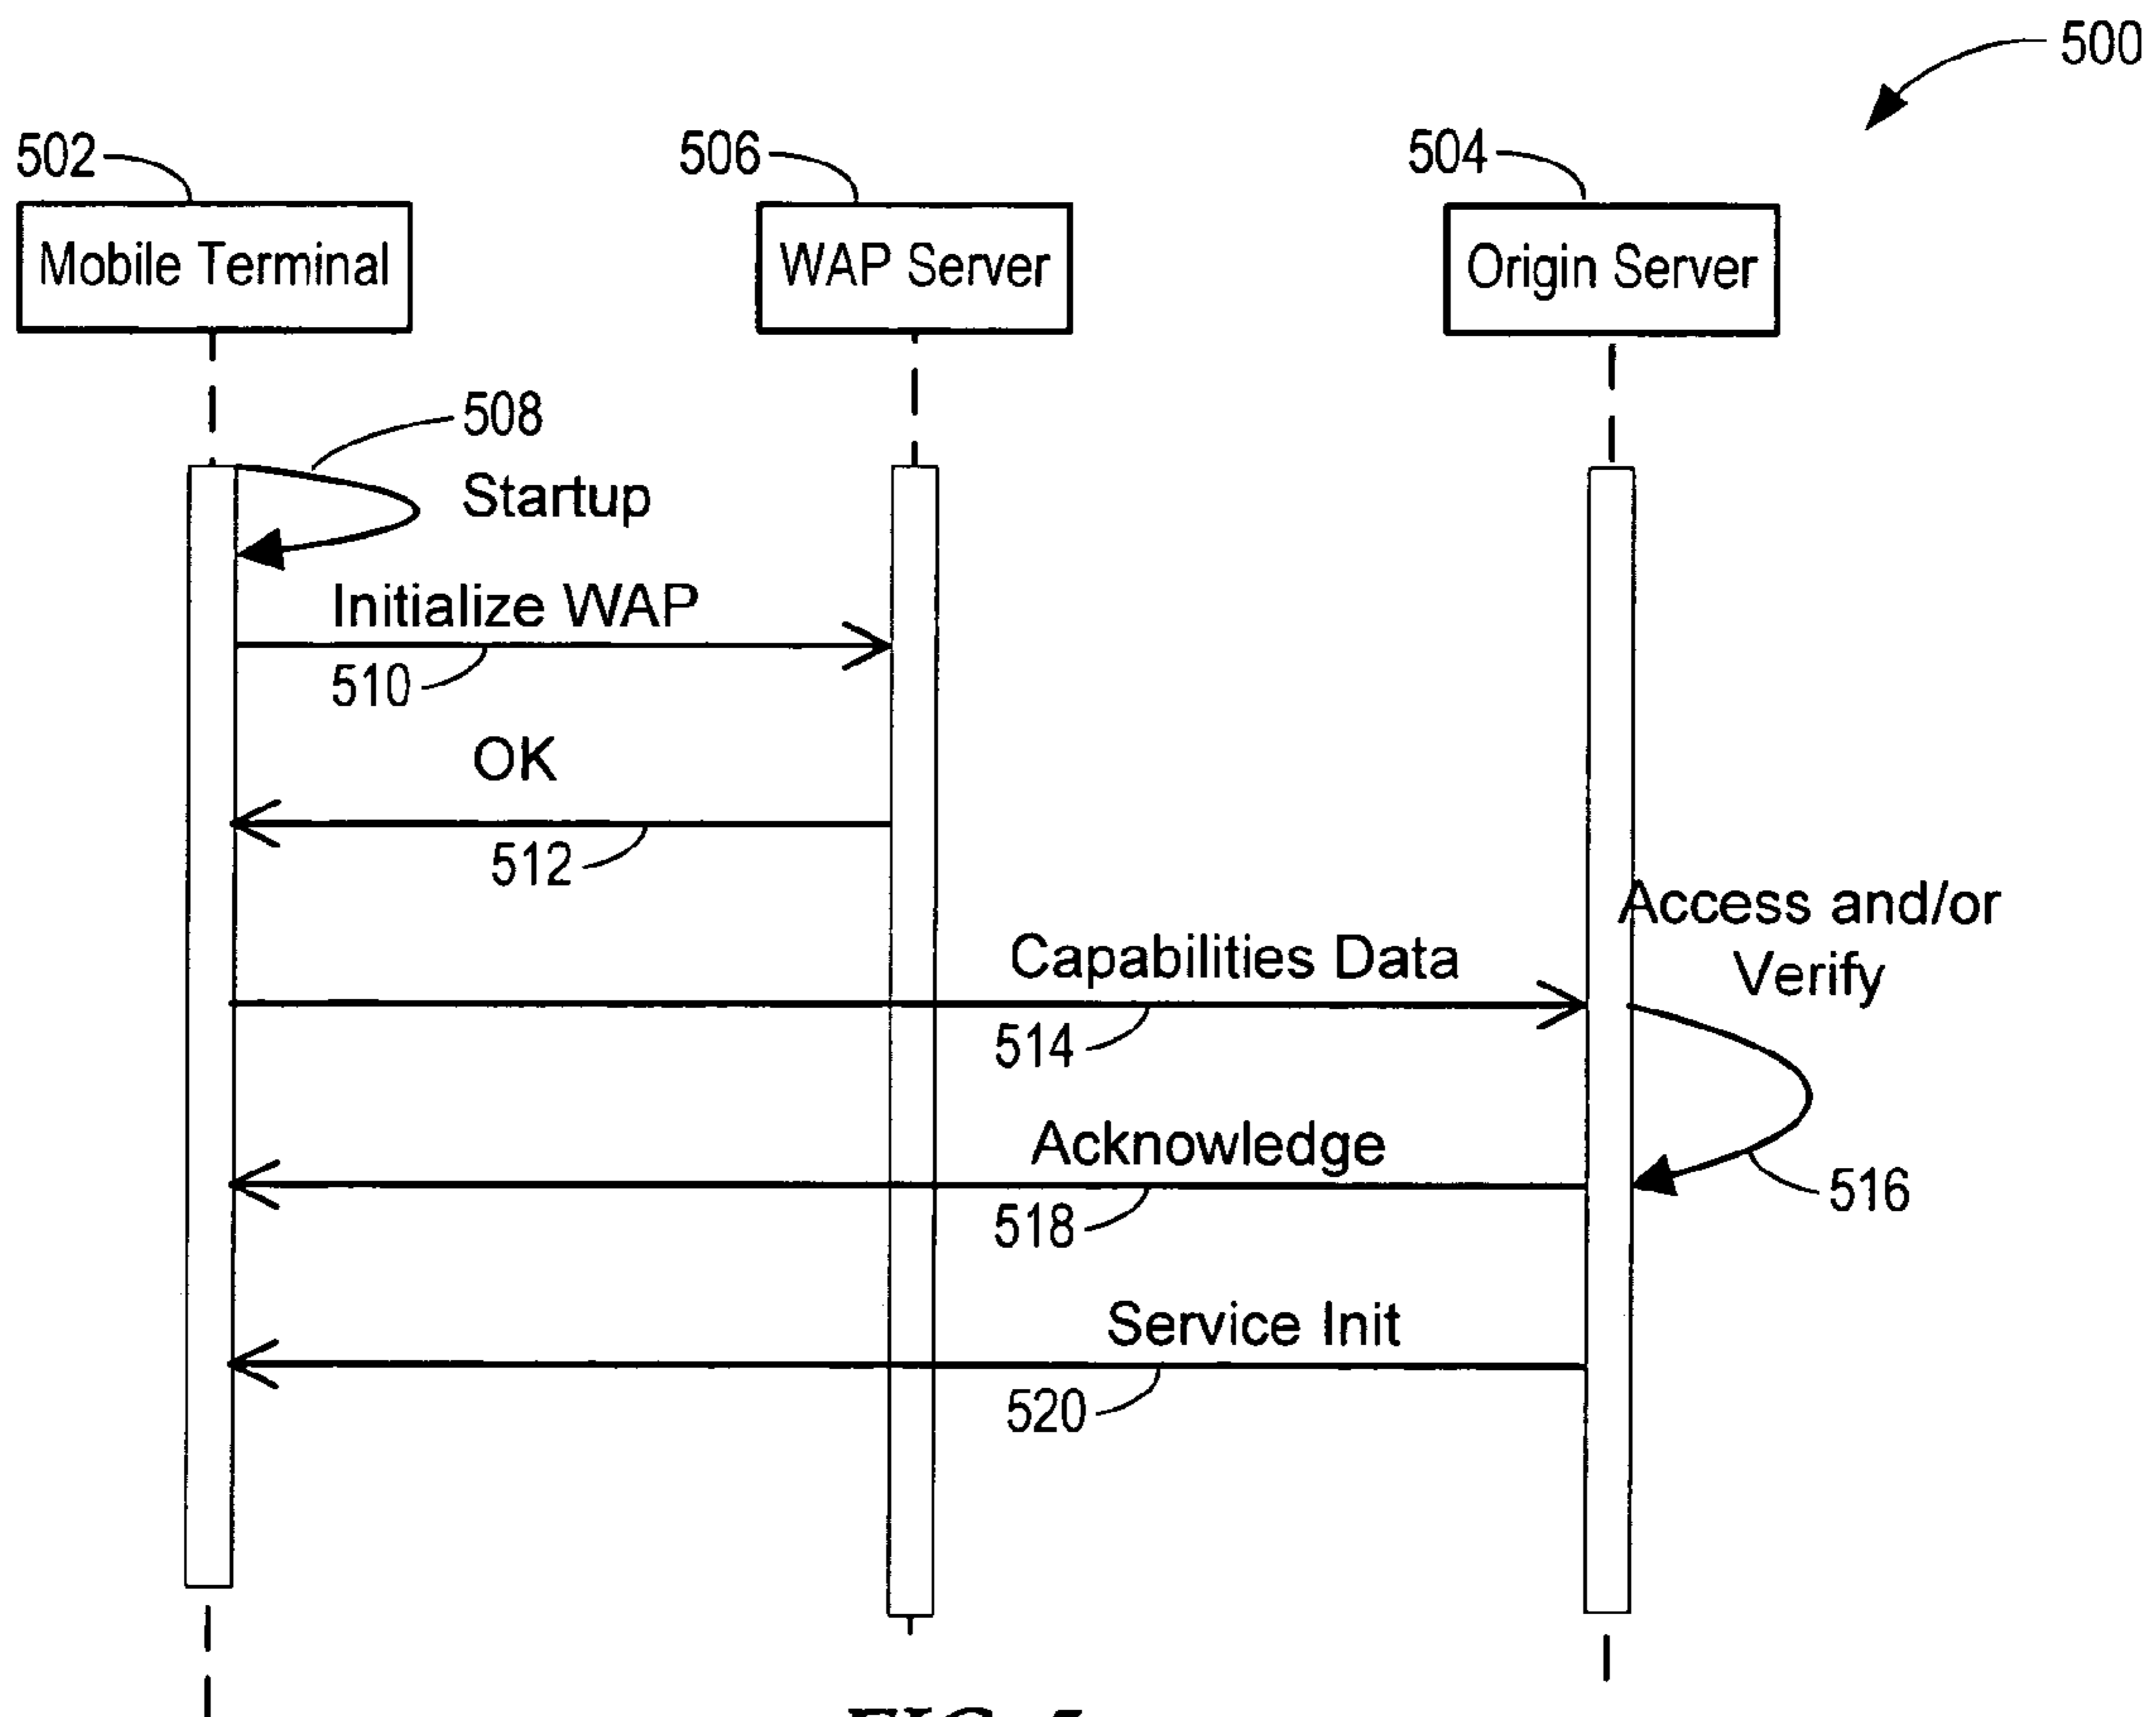 500
502
506
504
Mobile Terminal
WAP Server
Origin Server
508
Startup
Initialize WAP
510
OK
512
Access and/or
Verify
Capabilities Data
514
Acknowledge
516
518
Service Init
520